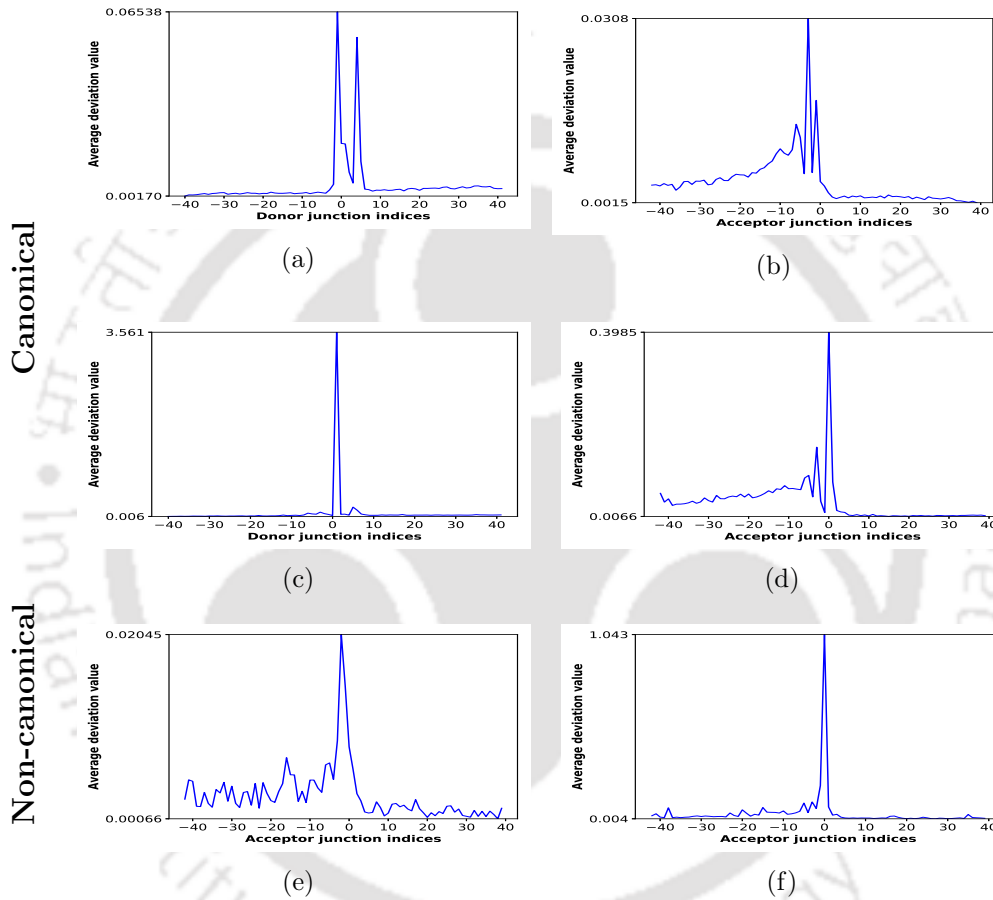 Canonical
0.06538
Average deviation value
0.00170
−40 −30 −20 −10 0 10 20 30 40
Donor junction indices
(a)
0.0308
Average deviation value
0.0015
−40 −30 −20 −10 0 10 20 30 40
Acceptor junction indices
(b)
3.561
Average deviation value
0.006
−40 −30 −20 −10 0 10 20 30 40
Donor junction indices
(c)
0.3985
Average deviation value
0.0066
−40 −30 −20 −10 0 10 20 30 40
Acceptor junction indices
(d)
Non-canonical
0.02045
Average deviation value
0.00066
−40 −30 −20 −10 0 10 20 30 40
Acceptor junction indices
(e)
1.043
Average deviation value
0.004
−40 −30 −20 −10 0 10 20 30 40
Acceptor junction indices
(f)